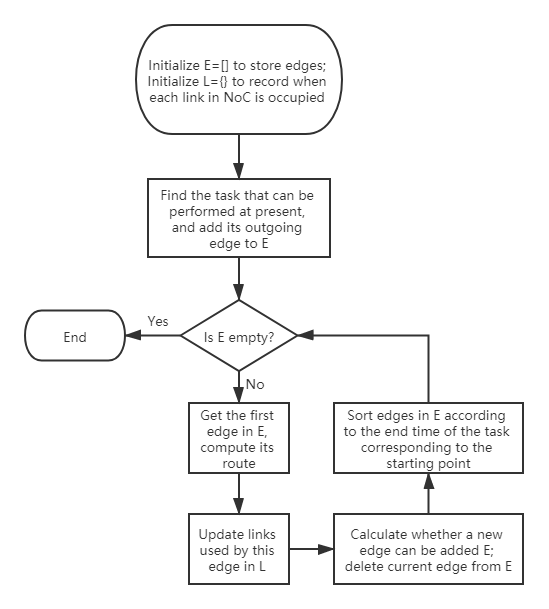 Initialize E=[] to store edges;
Initialize L={} to record when
each link in NoC is occupied
Find the task that can be
performed at present,
and add its outgoing
edge to E
Is E empty?
Yes
End
No
Get the first
edge in E,
compute its
route
Update links
used by this
edge in L
Calculate whether a new
edge can be added E;
delete current edge from E
Sort edges in E according
to the end time of the task
corresponding to the
starting point